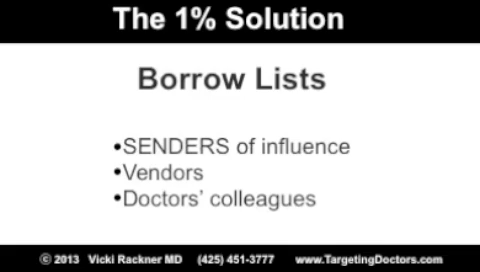 The 1% Solution
Borrow Lists
•SENDERS of influence
•Vendors
•Doctors' colleagues
© 2013 Vicki Rackner MD (425) 451-3777 www.TargetingDoctors.com